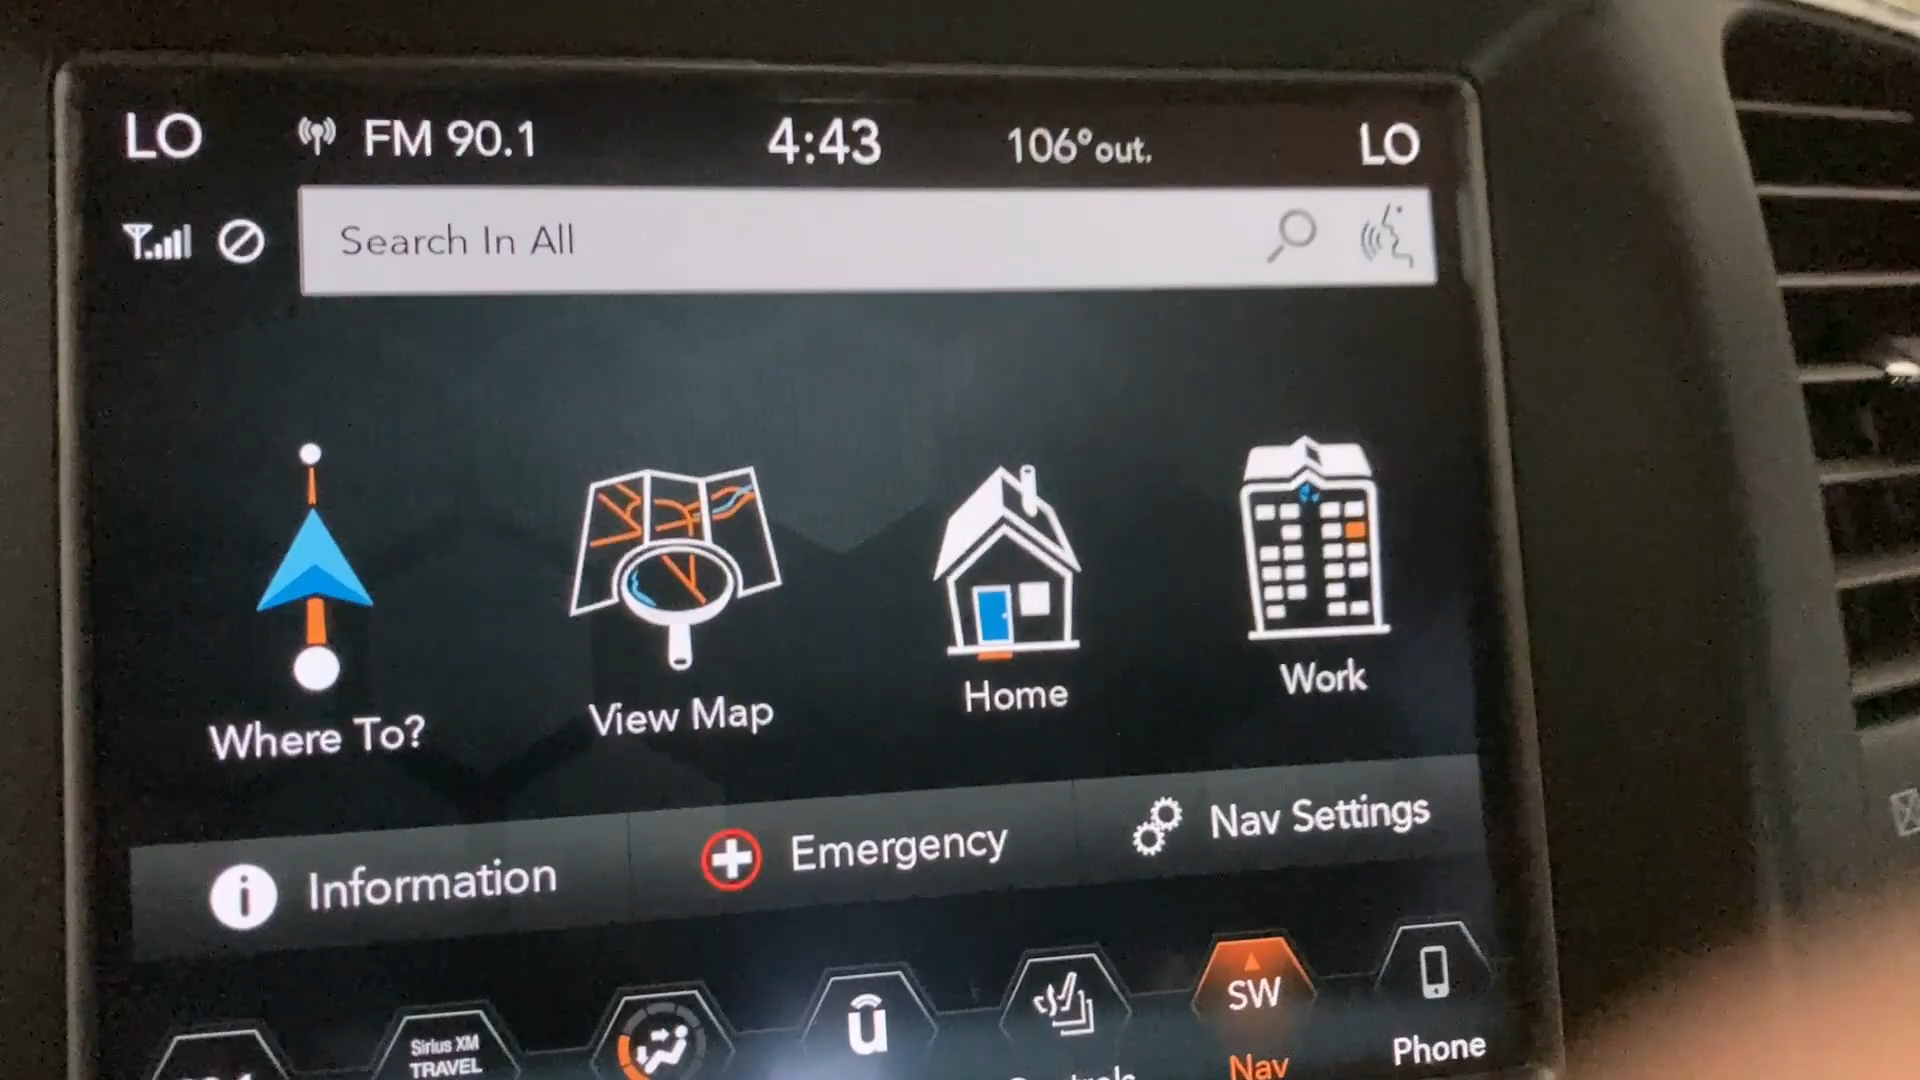 LO FM 90.1 4:43 106°out. LO
Search In All
Where To? View Map Home Work
Information Emergency Nav Settings
Sirius XM
TRAVEL
SW
Nav
Phone